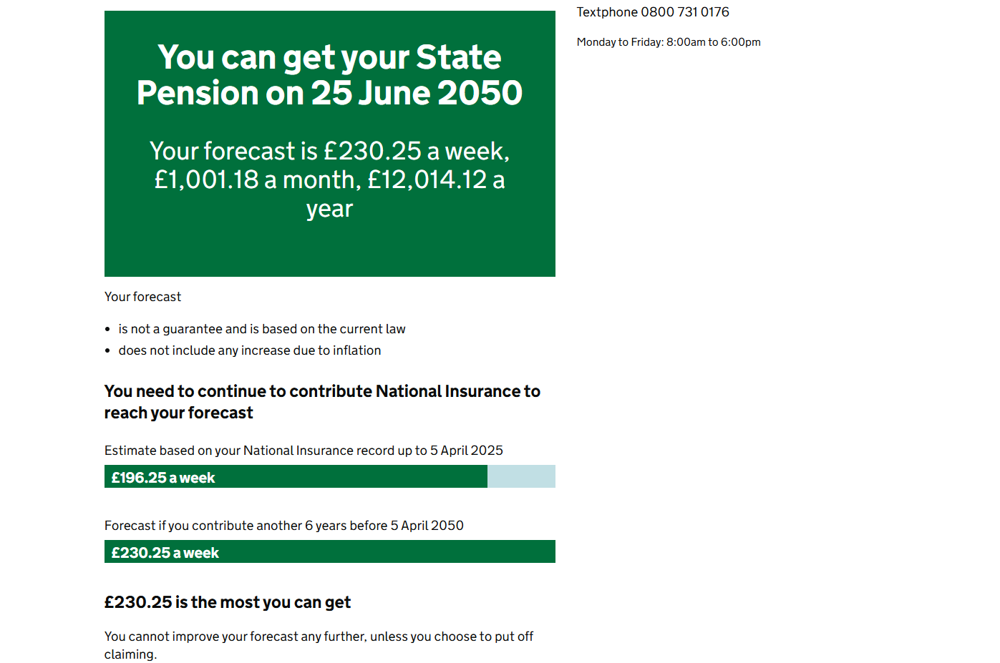 Textphone 0800 731 0176
Monday to Friday: 8:00am to 6:00pm
You can get your State
Pension on 25 June 2050
Your forecast is £230.25 a week,
£1,001.18 a month, £12,014.12 a
year
Your forecast
• is not a guarantee and is based on the current law
• does not include any increase due to inflation
You need to continue to contribute National Insurance to
reach your forecast
Estimate based on your National Insurance record up to 5 April 2025
£196.25 a week
Forecast if you contribute another 6 years before 5 April 2050
£230.25 a week
£230.25 is the most you can get
You cannot improve your forecast any further, unless you choose to put off
claiming.